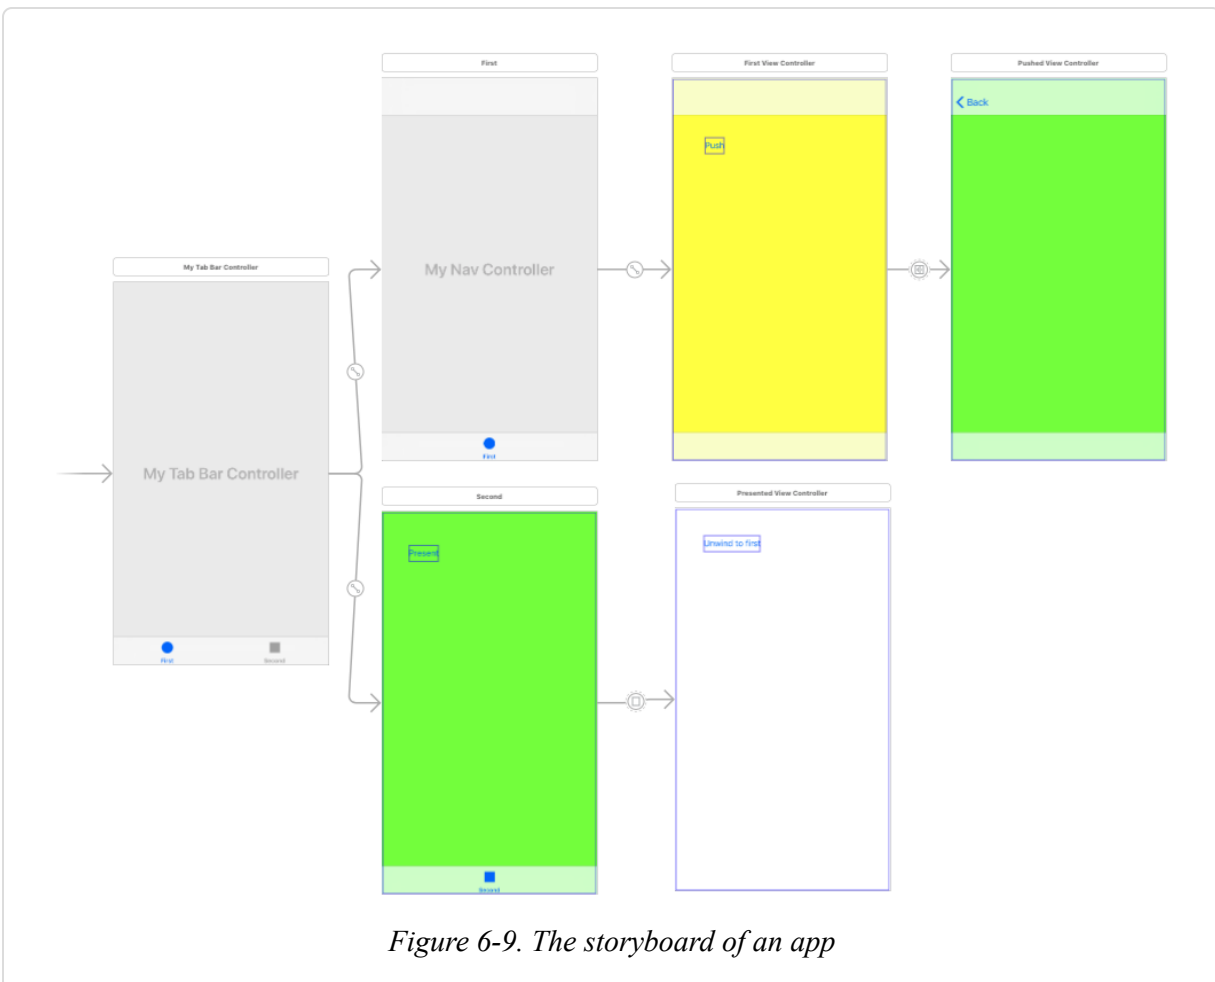 First
First View Controller
Pushed View Controller
Back
Push
My Tab Bar Controller
My Nav Controller
First
My Tab Bar Controller
First
Second
Second
Present
Second
Presented View Controller
Unwind to first
Figure 6-9. The storyboard of an app